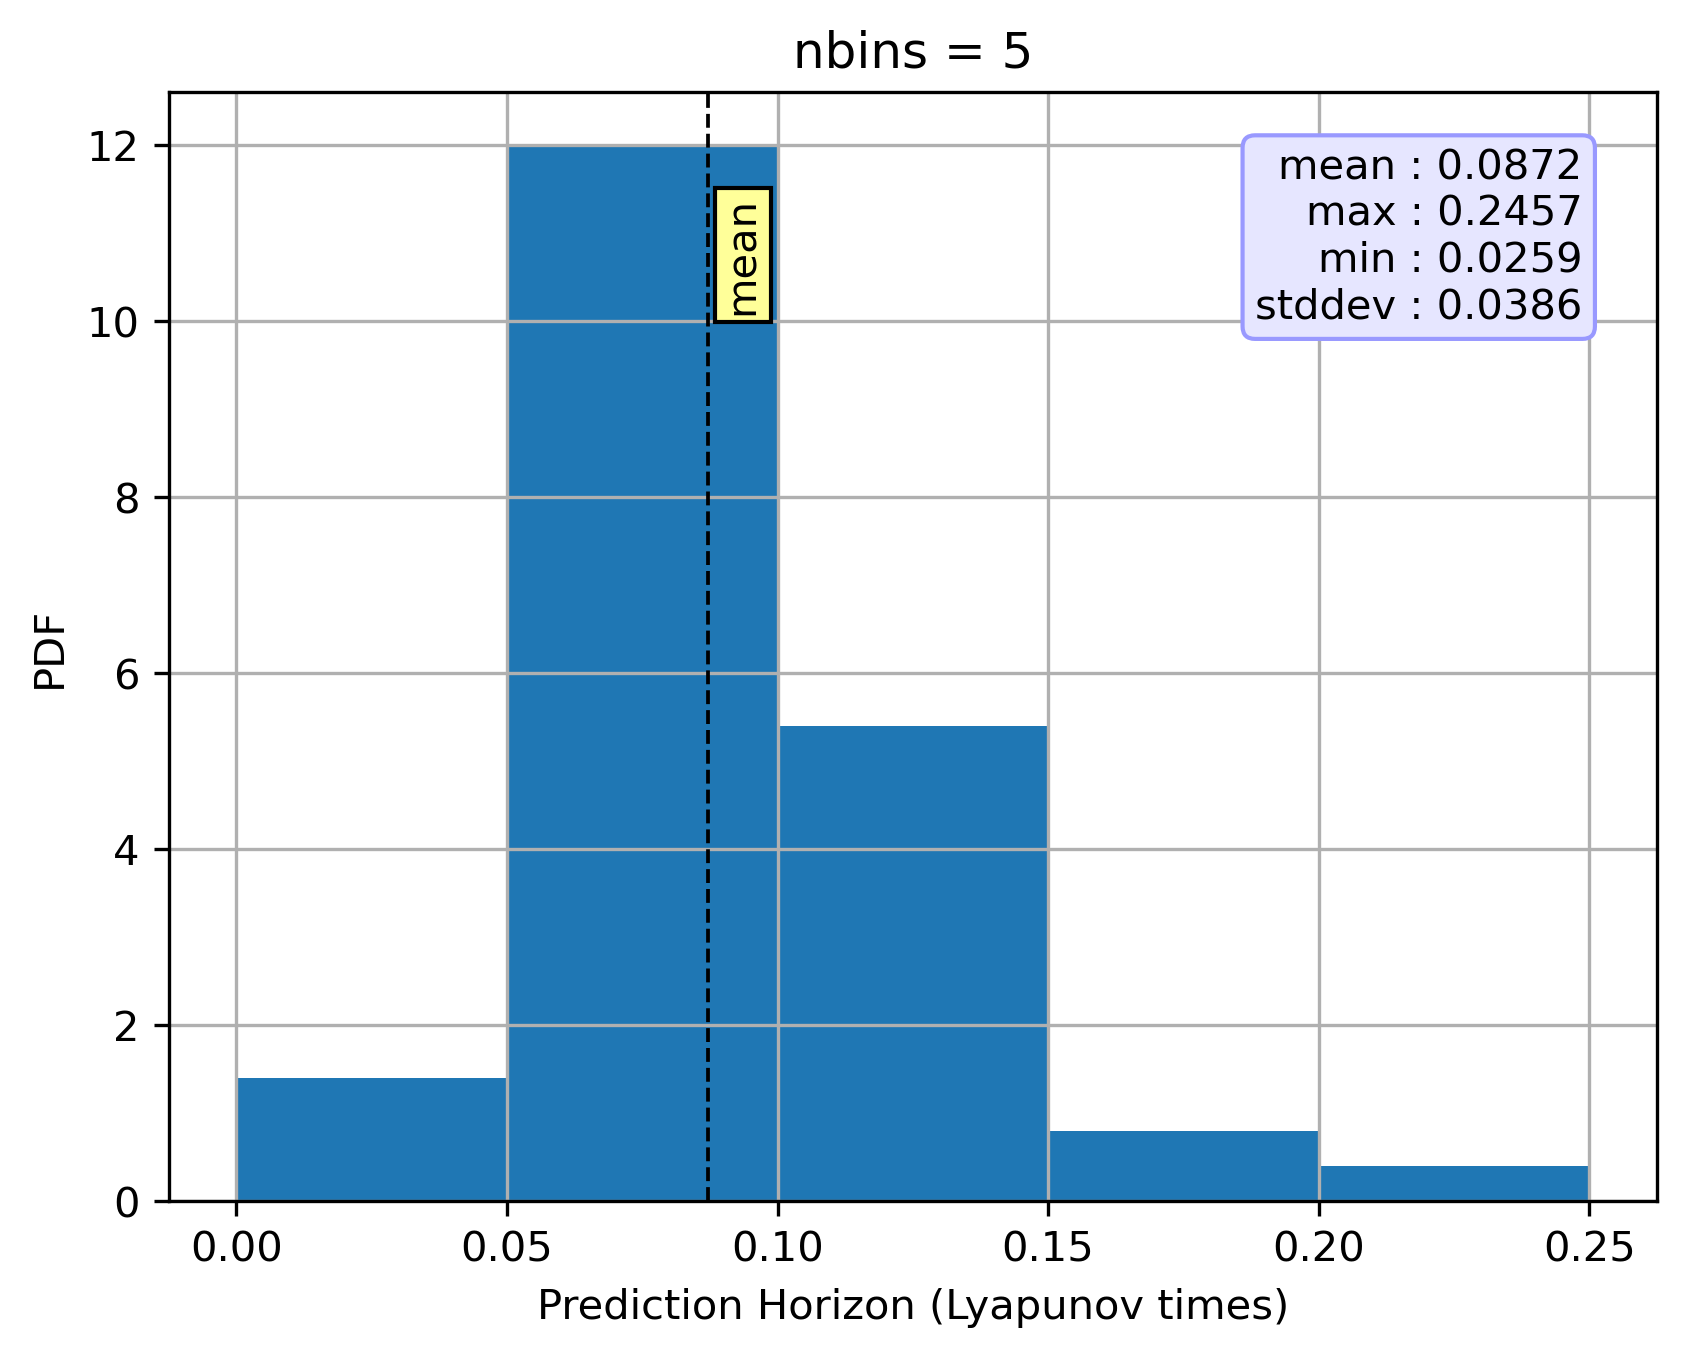 nbins = 5
12
10
8
6
4
2
0
PDF
mean
mean : 0.0872
max : 0.2457
min : 0.0259
stddev : 0.0386
0.00 0.05 0.10 0.15 0.20 0.25
Prediction Horizon (Lyapunov times)